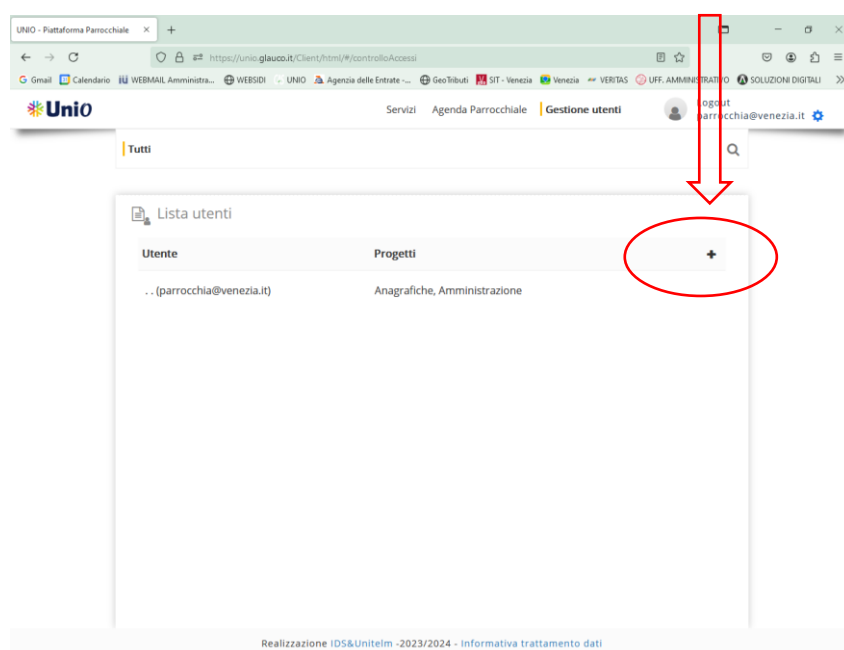 UNIO - Piattaforma Parrocchiale
https://unio.glauco.it/Client/html/#/controlloAccessi
Gmail Calendario WEBMAIL Amministra... WEBSIDI UNIO Agenzia delle Entrate -... GeoTributi SIT - Venezia Venezia VERITAS UFF. AMMINISTRATIVO SOLUZIONI DIGITALI
Unio Servizi Agenda Parrocchiale Gestione utenti Logout
parrocchia@venezia.it
Tutti
Lista utenti
Utente Progetti +
. . (parrocchia@venezia.it) Anagrafiche, Amministrazione
Realizzazione IDS&Unitelm -2023/2024 - Informativa trattamento dati